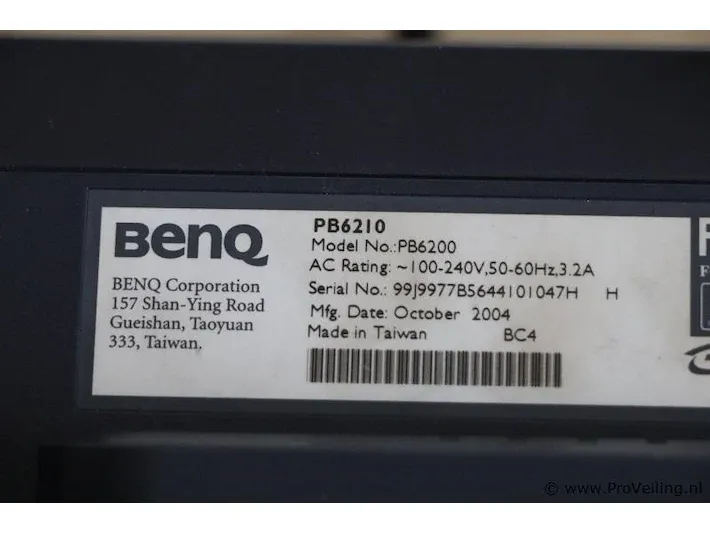 BenQ
BENQ Corporation
157 Shan-Ying Road
Gueishan, Taoyuan
333, Taiwan.
PB6210
Model No.:PB6200
AC Rating: ~100-240V,50-60Hz,3.2A
Serial No.: 99J9977B5644101047H H
Mfg. Date: October 2004
Made in Taiwan BC4
© www.ProVeiling.nl